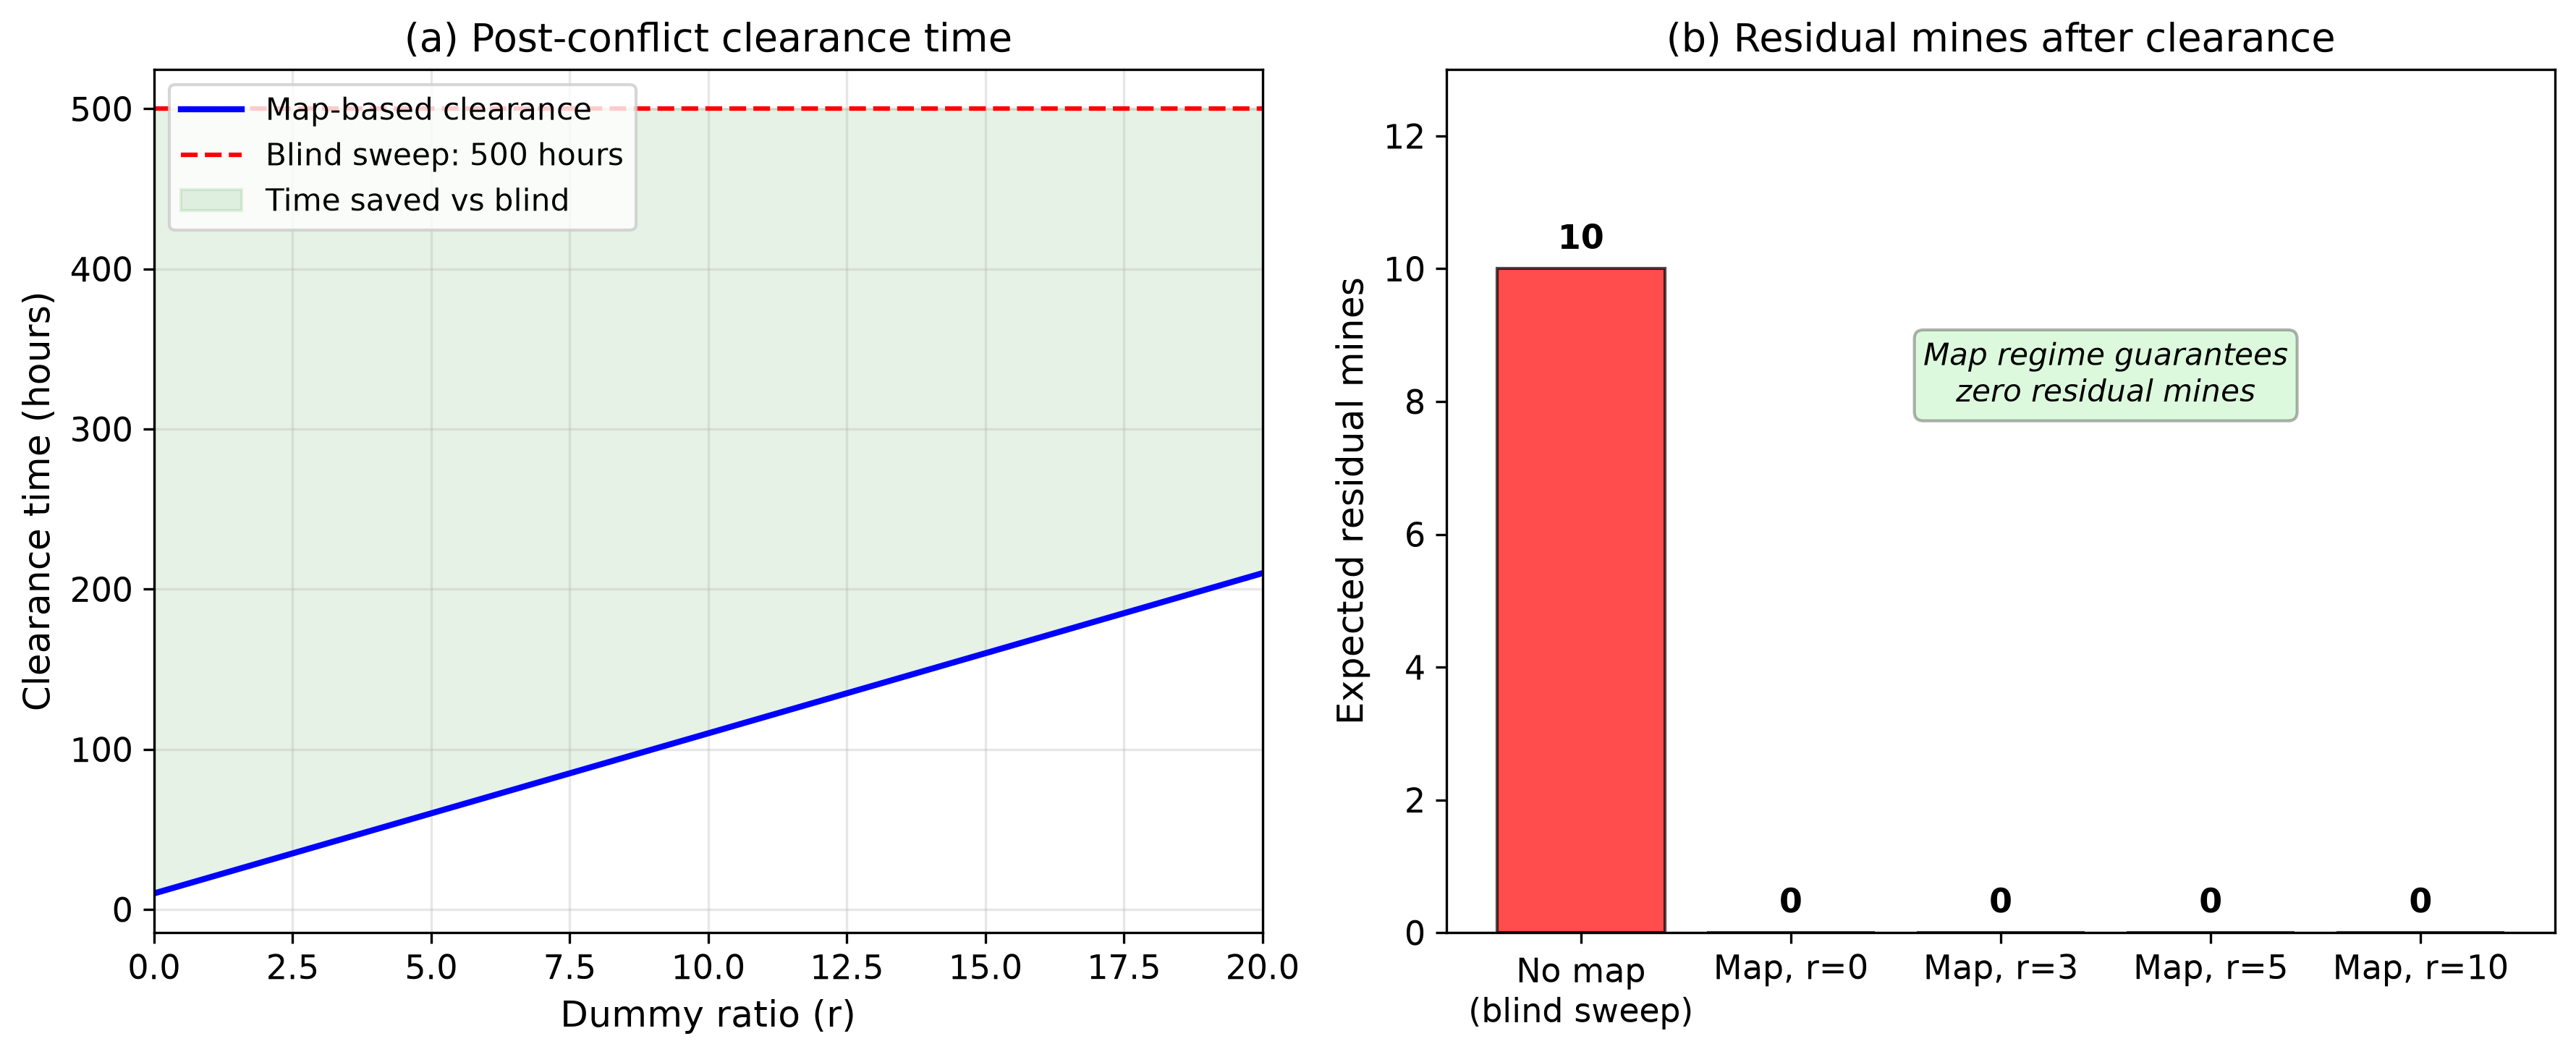 (a) Post-conflict clearance time
Clearance time (hours)
500
400
300
200
100
0
Map-based clearance
Blind sweep: 500 hours
Time saved vs blind
0.0 2.5 5.0 7.5 10.0 12.5 15.0 17.5 20.0
Dummy ratio (r)
(b) Residual mines after clearance
Expected residual mines
12
10
8
6
4
2
0
10
Map regime guarantees
zero residual mines
0 0 0 0
No map
(blind sweep)
Map, r=0
Map, r=3
Map, r=5
Map, r=10